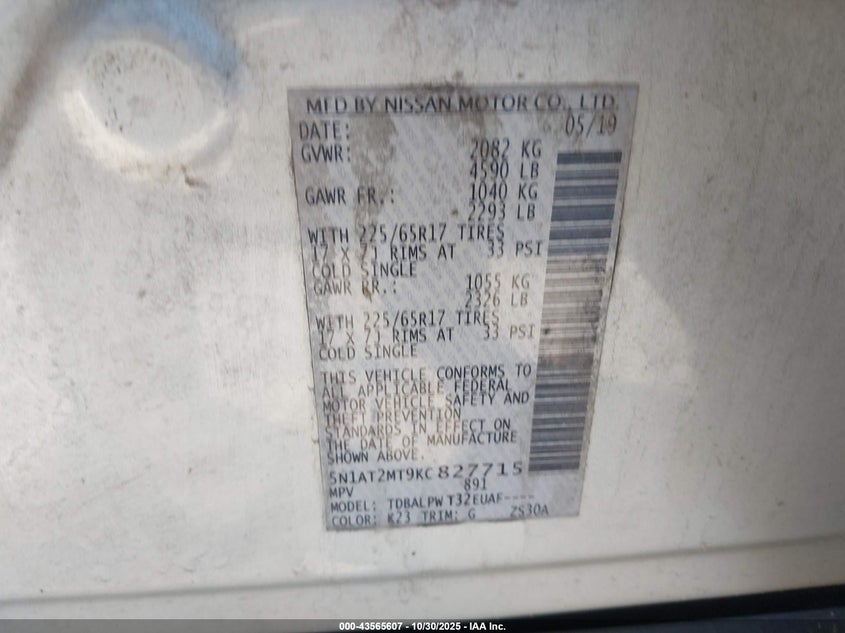 MFD BY NISSAN MOTOR CO., LTD.
DATE: 05/19
GVWR: 2082 KG
4590 LB
GAWR FR.: 1040 KG
2293 LB
WITH 225/65R17 TIRES
17 X 7J RIMS AT 33 PSI
COLD SINGLE
GAWR RR.: 1055 KG
2326 LB
WITH 225/65R17 TIRES
17 X 7J RIMS AT 33 PSI
COLD SINGLE
THIS VEHICLE CONFORMS TO
ALL APPLICABLE FEDERAL
MOTOR VEHICLE SAFETY AND
THEFT PREVENTION
STANDARDS IN EFFECT ON
THE DATE OF MANUFACTURE
SHOWN ABOVE.
5N1AT2MT9KC827715
MPV 891
MODEL: TDBALPW T32EUAF----
COLOR: K23 TRIM: G ZS30A
000-43565607 - 10/30/2025 - IAA Inc.